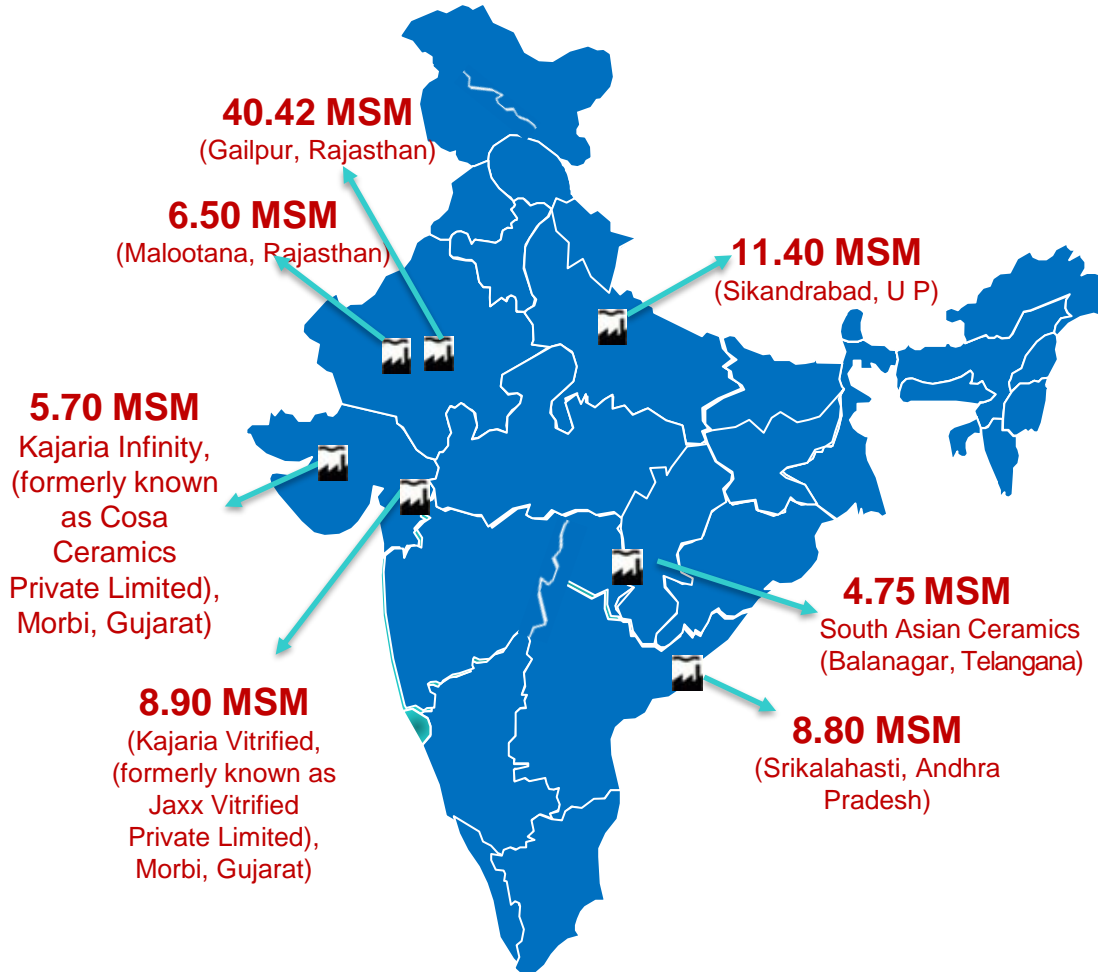 40.42 MSM
(Gailpur, Rajasthan)
6.50 MSM
(Malootana, Rajasthan)
11.40 MSM
(Sikandrabad, U P)
5.70 MSM
Kajaria Infinity,
(formerly known
as Cosa
Ceramics
Private Limited),
Morbi, Gujarat)
4.75 MSM
South Asian Ceramics
(Balanagar, Telangana)
8.90 MSM
(Kajaria Vitrified,
(formerly known as
Jaxx Vitrified
Private Limited),
Morbi, Gujarat)
8.80 MSM
(Srikalahasti, Andhra
Pradesh)